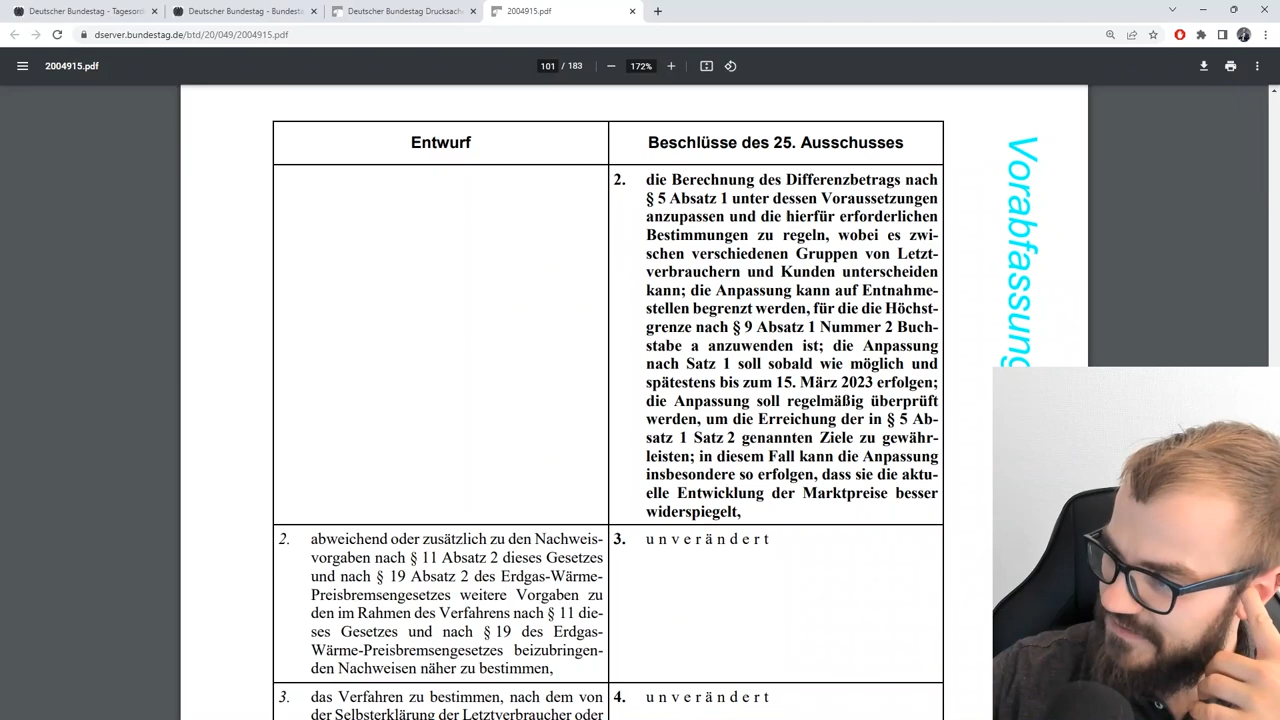 Deutscher Bundestag - Tagesord
Deutscher Bundestag - Bundesta
Deutscher Bundestag Drucksach
2004915.pdf
dserver.bundestag.de/btd/20/049/2004915.pdf
2004915.pdf
101 / 183
172%
Entwurf
Beschlüsse des 25. Ausschusses
2. die Berechnung des Differenzbetrags nach
§ 5 Absatz 1 unter dessen Voraussetzungen
anzupassen und die hierfür erforderlichen
Bestimmungen zu regeln, wobei es zwi-
schen verschiedenen Gruppen von Letzt-
verbrauchern und Kunden unterscheiden
kann; die Anpassung kann auf Entnahme-
stellen begrenzt werden, für die die Höchst-
grenze nach § 9 Absatz 1 Nummer 2 Buch-
stabe a anzuwenden ist; die Anpassung
nach Satz 1 soll sobald wie möglich und
spätestens bis zum 15. März 2023 erfolgen;
die Anpassung soll regelmäßig überprüft
werden, um die Erreichung der in § 5 Ab-
satz 1 Satz 2 genannten Ziele zu gewähr-
leisten; in diesem Fall kann die Anpassung
insbesondere so erfolgen, dass sie die aktu-
elle Entwicklung der Marktpreise besser
widerspiegelt,
2. abweichend oder zusätzlich zu den Nachweis-
vorgaben nach § 11 Absatz 2 dieses Gesetzes
und nach § 19 Absatz 2 des Erdgas-Wärme-
Preisbremsengesetzes weitere Vorgaben zu
den im Rahmen des Verfahrens nach § 11 die-
ses Gesetzes und nach § 19 des Erdgas-
Wärme-Preisbremsengesetzes beizubringen-
den Nachweisen näher zu bestimmen,
3. unverändert
3. das Verfahren zu bestimmen, nach dem von
der Selbsterklärung der Letztverbraucher oder
4. unverändert
Vorabfassung